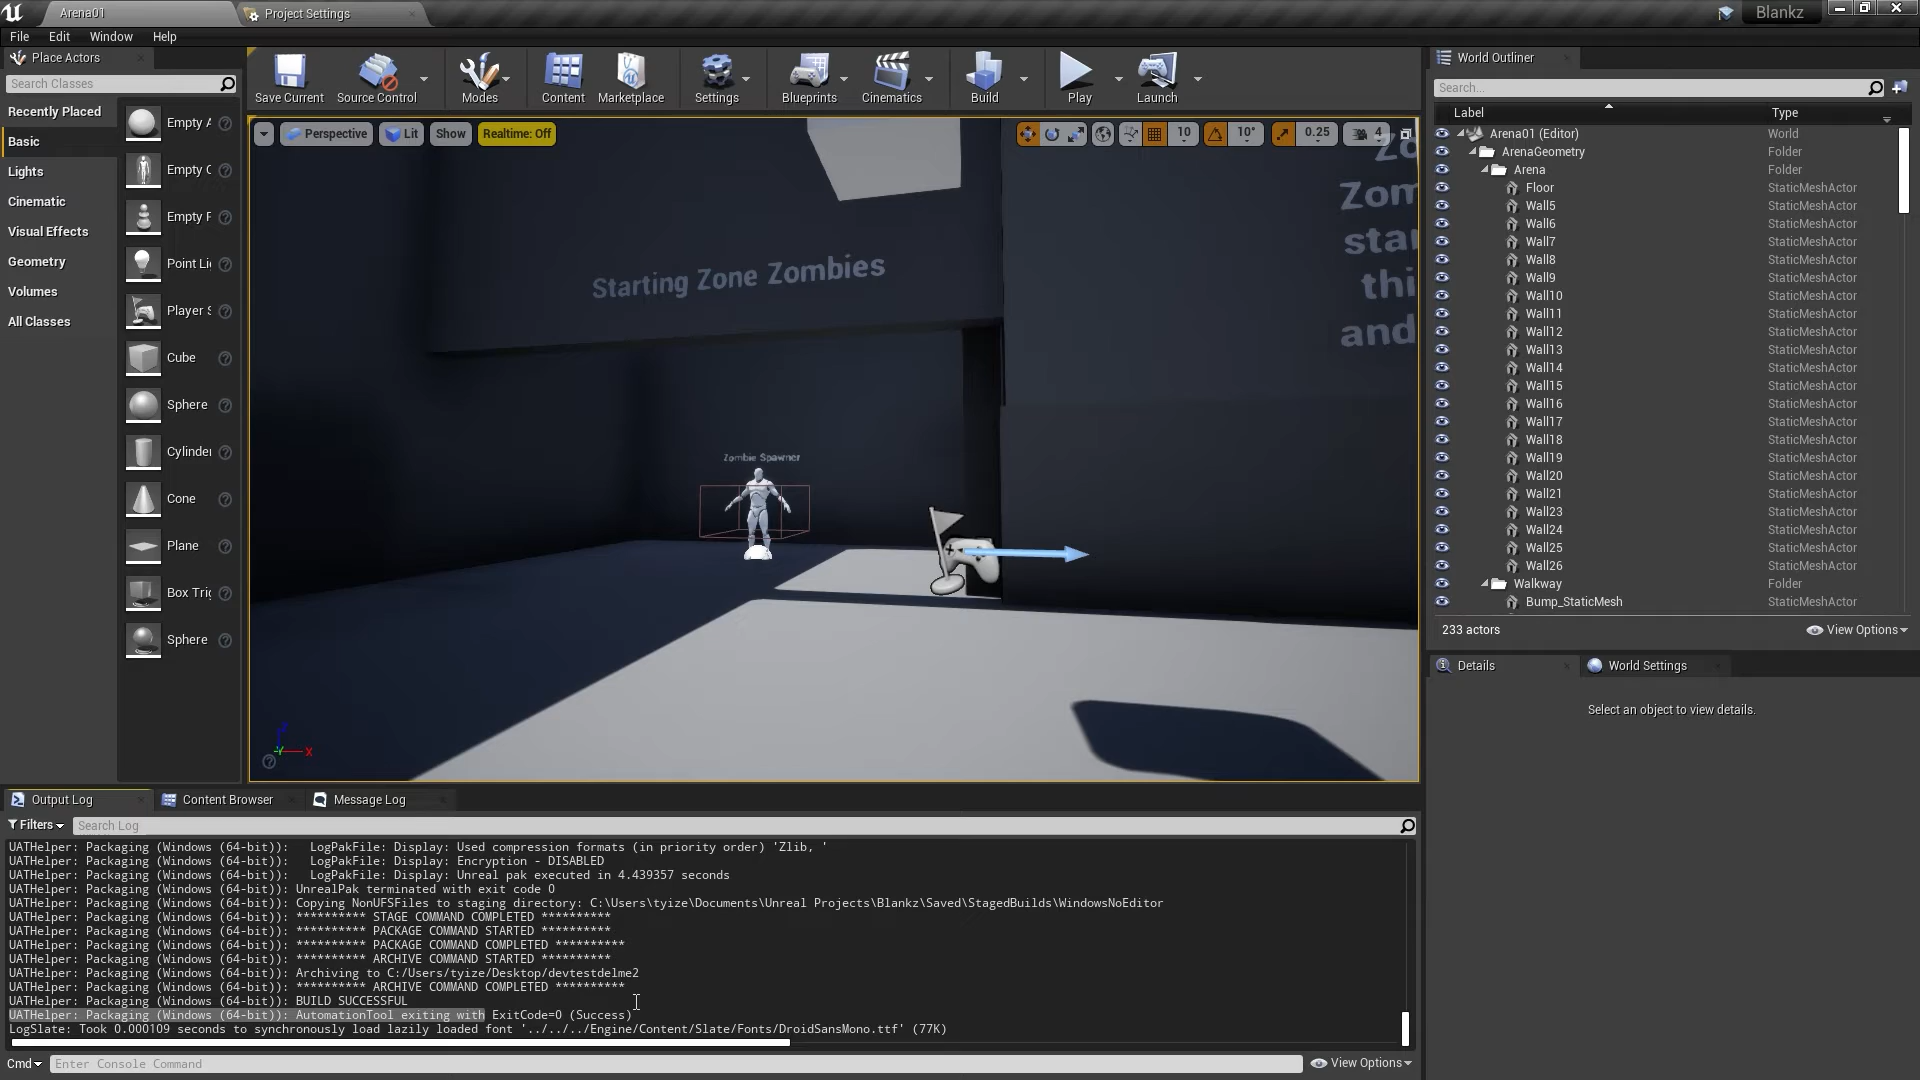 Arena01
Project Settings
Blankz
File Edit Window Help
Place Actors
Search Classes
Recently Placed
Basic
Lights
Cinematic
Visual Effects
Geometry
Volumes
All Classes
Empty A
Empty C
Empty P
Point Li
Player S
Cube
Sphere
Cylinder
Cone
Plane
Box Trig
Sphere
Save Current
Source Control
Modes
Content
Marketplace
Settings
Blueprints
Cinematics
Build
Play
Launch
Perspective
Lit
Show
Realtime: Off
10
10°
0.25
4
Starting Zone Zombies
Zo
Zom
star
thi
and
Zombie Spawner
X
World Outliner
Search...
Label Type
Arena01 (Editor) World
ArenaGeometry Folder
Arena Folder
Floor StaticMeshActor
Wall5 StaticMeshActor
Wall6 StaticMeshActor
Wall7 StaticMeshActor
Wall8 StaticMeshActor
Wall9 StaticMeshActor
Wall10 StaticMeshActor
Wall11 StaticMeshActor
Wall12 StaticMeshActor
Wall13 StaticMeshActor
Wall14 StaticMeshActor
Wall15 StaticMeshActor
Wall16 StaticMeshActor
Wall17 StaticMeshActor
Wall18 StaticMeshActor
Wall19 StaticMeshActor
Wall20 StaticMeshActor
Wall21 StaticMeshActor
Wall23 StaticMeshActor
Wall24 StaticMeshActor
Wall25 StaticMeshActor
Wall26 StaticMeshActor
Walkway Folder
Bump_StaticMesh StaticMeshActor
233 actors
View Options
Details
World Settings
Select an object to view details.
Output Log
Content Browser
Message Log
Filters
Search Log
UATHelper: Packaging (Windows (64-bit)):   LogPakFile: Display: Used compression formats (in priority order) 'Zlib, '
UATHelper: Packaging (Windows (64-bit)):   LogPakFile: Display: Encryption - DISABLED
UATHelper: Packaging (Windows (64-bit)):   LogPakFile: Display: Unreal pak executed in 4.439357 seconds
UATHelper: Packaging (Windows (64-bit)): UnrealPak terminated with exit code 0
UATHelper: Packaging (Windows (64-bit)): Copying NonUFSFiles to staging directory: C:\Users\tyize\Documents\Unreal Projects\Blankz\Saved\StagedBuilds\WindowsNoEditor
UATHelper: Packaging (Windows (64-bit)): ********** STAGE COMMAND COMPLETED **********
UATHelper: Packaging (Windows (64-bit)): ********** PACKAGE COMMAND STARTED **********
UATHelper: Packaging (Windows (64-bit)): ********** PACKAGE COMMAND COMPLETED **********
UATHelper: Packaging (Windows (64-bit)): ********** ARCHIVE COMMAND STARTED **********
UATHelper: Packaging (Windows (64-bit)): Archiving to C:/Users/tyize/Desktop/devtestdelme2
UATHelper: Packaging (Windows (64-bit)): ********** ARCHIVE COMMAND COMPLETED **********
UATHelper: Packaging (Windows (64-bit)): BUILD SUCCESSFUL
UATHelper: Packaging (Windows (64-bit)): AutomationTool exiting with ExitCode=0 (Success)
LogSlate: Took 0.000109 seconds to synchronously load lazily loaded font '../../../Engine/Content/Slate/Fonts/DroidSansMono.ttf' (77K)
Cmd
Enter Console Command
View Options